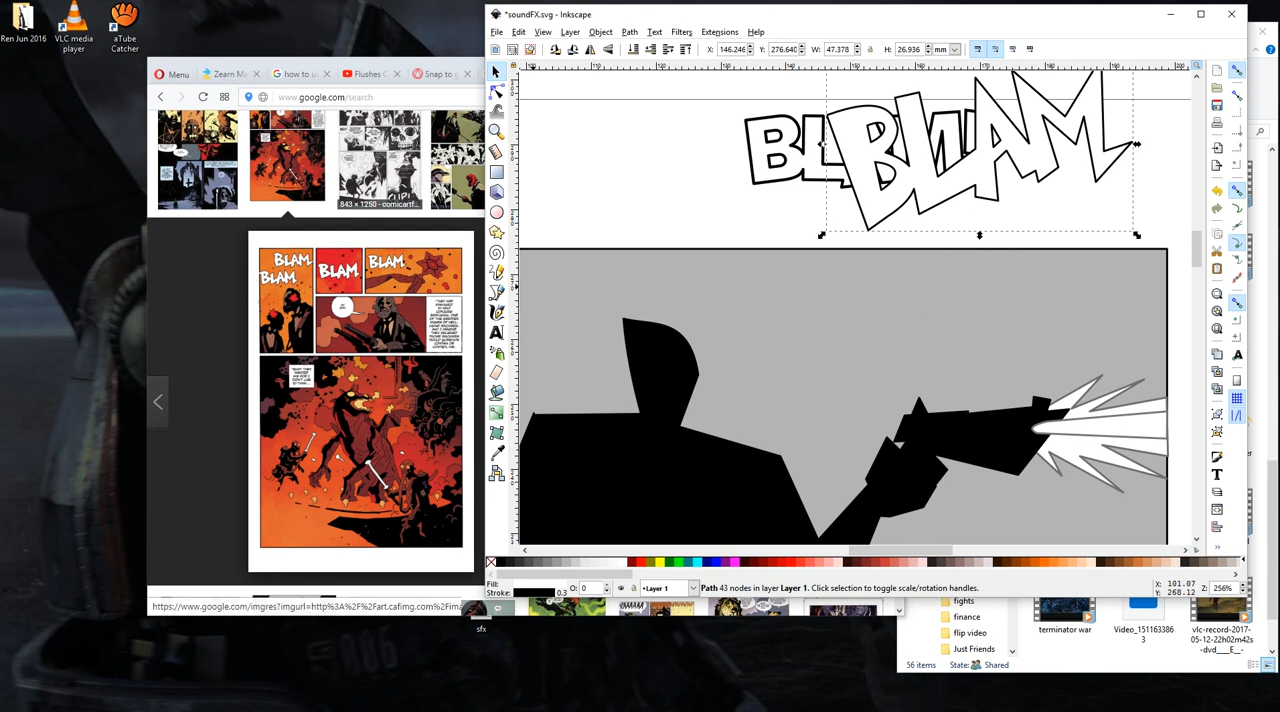 Ren Jun 2016
VLC media
player
aTube
Catcher
Menu
Zearn Ma
how to u
Flushes C
Snap to g
www.google.com/search
843 × 1250 - comicartf...
BLAM
BLAM
BLAM
BLAM
https://www.google.com/imgres?imgurl=http%3A%2F%2Fart.cafimg.com%2Fima
sfx
*soundFX.svg - Inkscape
File Edit View Layer Object Path Text Filters Extensions Help
X: 146.246 Y: 276.640 W: 47.378 H: 26.936 mm
BL
BLAM
Fill:
Stroke: 0.3 O: 0 •Layer 1 Path 43 nodes in layer Layer 1. Click selection to toggle scale/rotation handles.
X: 101.07
Y: 268.12
Z: 256%
fights
finance
flip video
Just Friends
terminator war
Video_151163386
3
vlc-record-2017-
05-12-22h02m42s
-dvd____E__-
56 items State: Shared